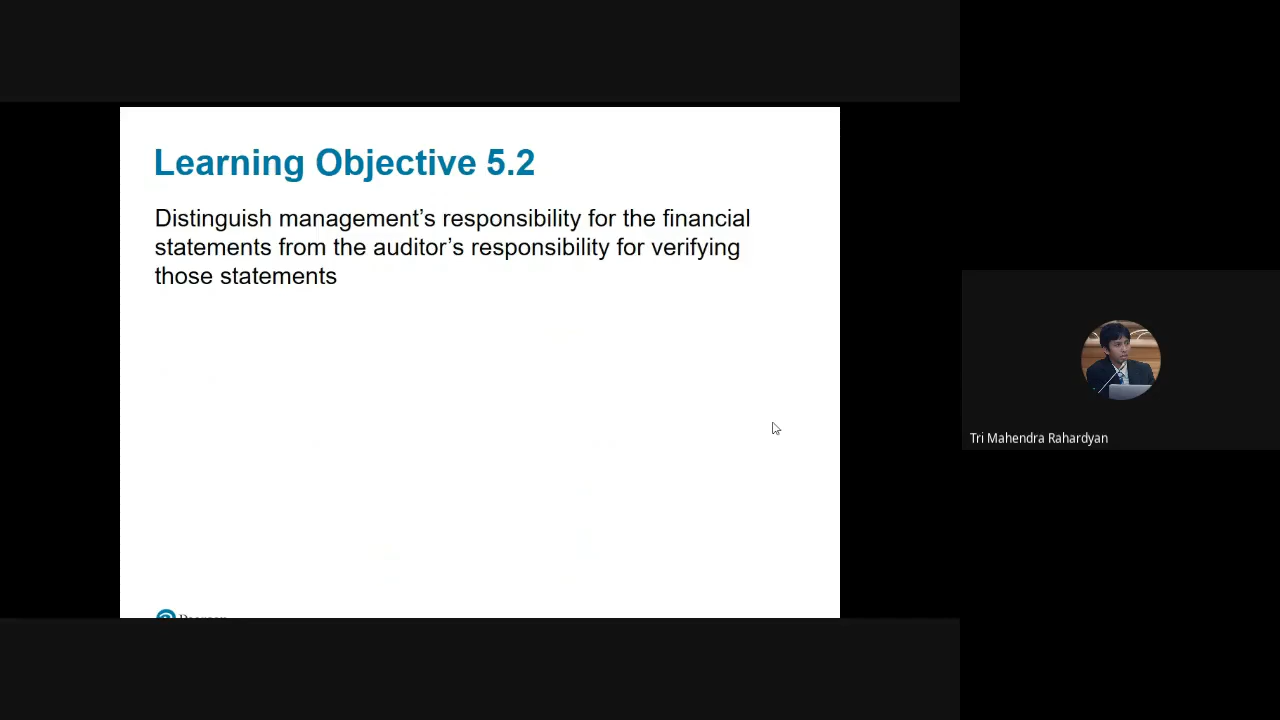 Learning Objective 5.2
Distinguish management’s responsibility for the financial
statements from the auditor’s responsibility for verifying
those statements
Tri Mahendra Rahardyan